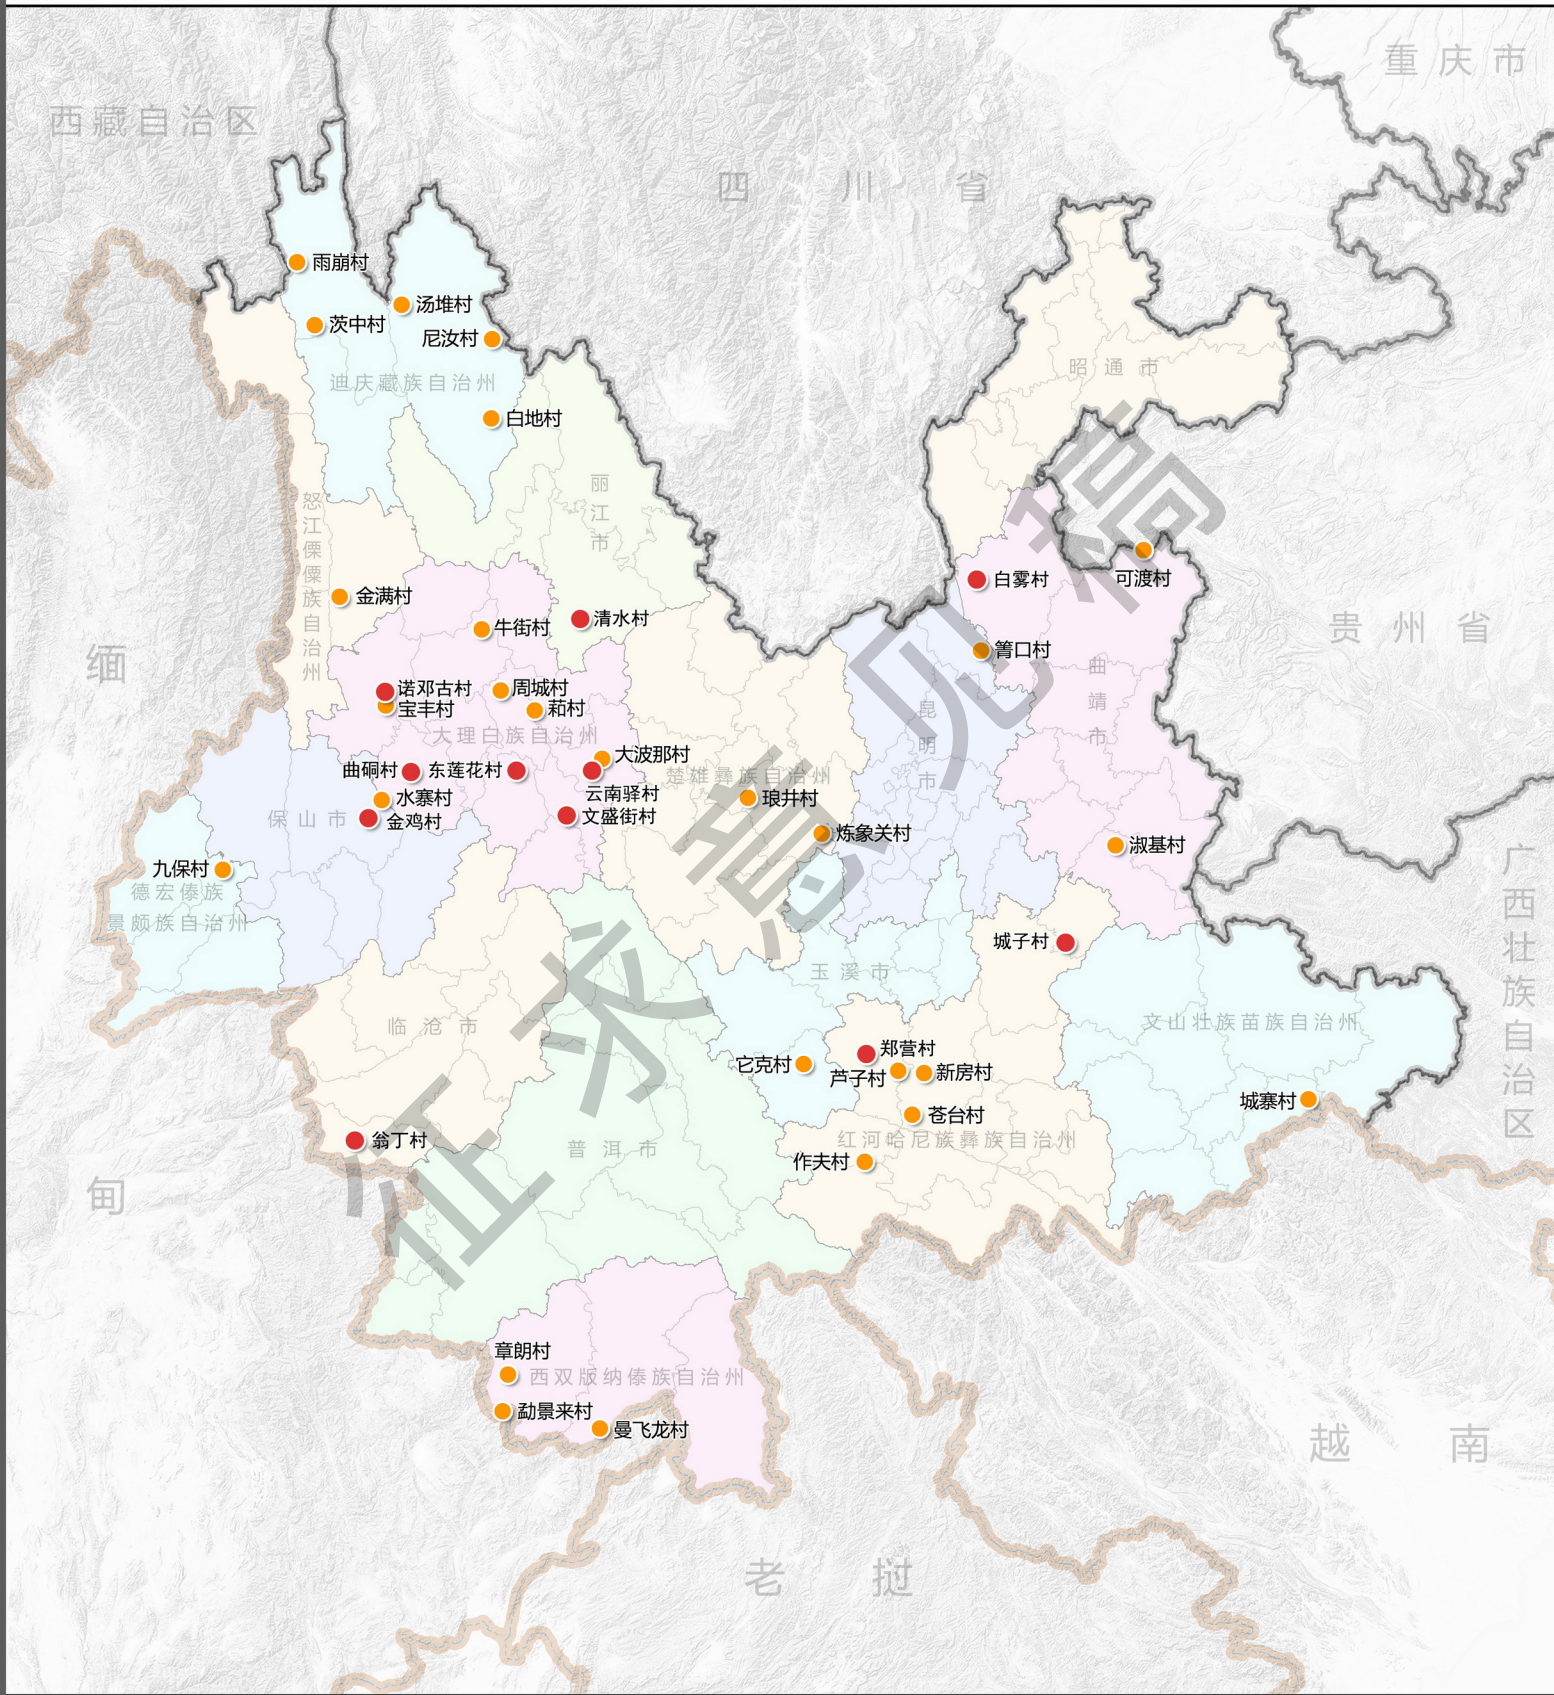 重庆市
西藏自治区
四川省
雨崩村
汤堆村
茨中村
尼汝村
昭通市
迪庆藏族自治州
白地村
丽江市
怒江傈僳族自治州
可渡村
白雾村
金满村
清水村
牛街村
贵州省
箐口村
缅
诺邓古村
周城村
宝丰村
萂村
曲靖市
昆明市
大理白族自治州
大波那村
曲硐村
东莲花村
楚雄彝族自治州
云南驿村
水寨村
琅井村
保山市
金鸡村
文盛街村
炼象关村
淑基村
九保村
德宏傣族
景颇族自治州
广西壮族自治区
城子村
玉溪市
临沧市
文山壮族苗族自治州
郑营村
它克村
芦子村
新房村
城寨村
苍台村
翁丁村
普洱市
红河哈尼族彝族自治州
作夫村
甸
章朗村
西双版纳傣族自治州
勐景来村
曼飞龙村
越南
老挝
征求意见稿